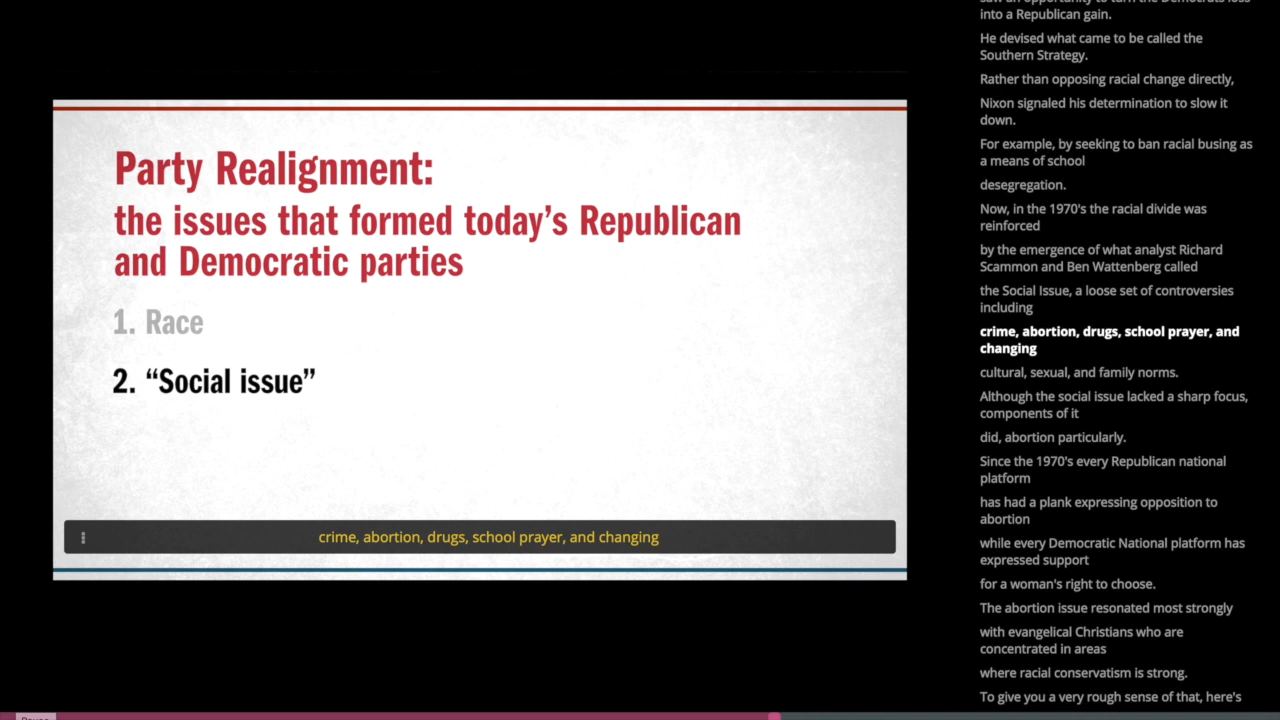 Party Realignment:
the issues that formed today's Republican
and Democratic parties
1. Race
2. “Social issue”
crime, abortion, drugs, school prayer, and changing
saw an opportunity to turn the Democrats loss
into a Republican gain.
He devised what came to be called the
Southern Strategy.
Rather than opposing racial change directly,
Nixon signaled his determination to slow it
down.
For example, by seeking to ban racial busing as
a means of school
desegregation.
Now, in the 1970's the racial divide was
reinforced
by the emergence of what analyst Richard
Scammon and Ben Wattenberg called
the Social Issue, a loose set of controversies
including
crime, abortion, drugs, school prayer, and
changing
cultural, sexual, and family norms.
Although the social issue lacked a sharp focus,
components of it
did, abortion particularly.
Since the 1970's every Republican national
platform
has had a plank expressing opposition to
abortion
while every Democratic National platform has
expressed support
for a woman's right to choose.
The abortion issue resonated most strongly
with evangelical Christians who are
concentrated in areas
where racial conservatism is strong.
To give you a very rough sense of that, here's